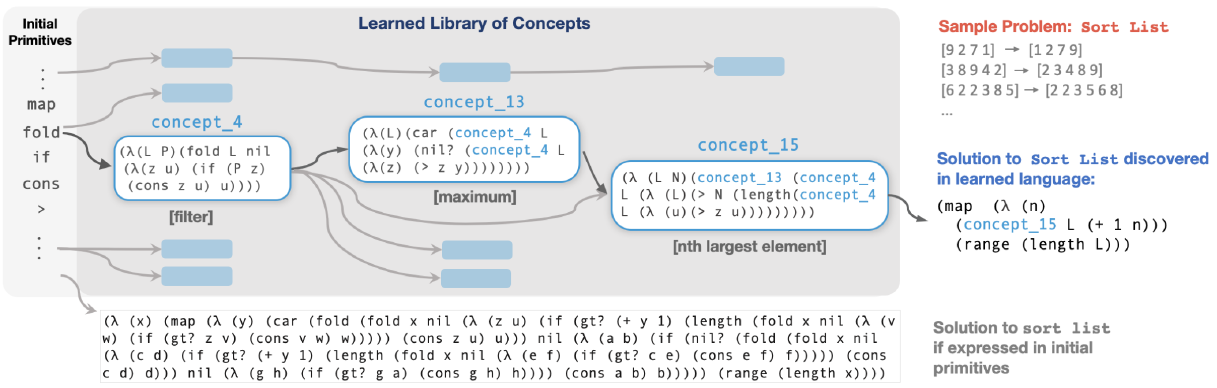 Initial
Primitives
Learned Library of Concepts
Sample Problem: Sort List
[9 2 7 1] → [1 2 7 9]
[3 8 9 4 2] → [2 3 4 8 9]
[6 2 2 3 8 5] → [2 2 3 5 6 8]
...
map
fold
if
cons
>
concept_4
(λ(L P)(fold L nil
(λ(z u) (if (P z)
(cons z u) u))))
[filter]
concept_13
(λ(L)(car (concept_4 L
(λ(y) (nil? (concept_4 L
(λ(z) (> z y))))))))
[maximum]
concept_15
(λ (L N)(concept_13 (concept_4
L (λ (L)(> N (length(concept_4
L (λ (u)(> z u)))))))))
[nth largest element]
Solution to Sort List discovered
in learned language:
(map (λ (n)
(concept_15 L (+ 1 n)))
(range (length L)))
(λ (x) (map (λ (y) (car (fold (fold x nil (λ (z u) (if (gt? (+ y 1) (length (fold x nil (λ (v
w) (if (gt? z v) (cons v w) w))))) (cons z u) u))) nil (λ (a b) (if (nil? (fold (fold x nil
(λ (c d) (if (gt? (+ y 1) (length (fold x nil (λ (e f) (if (gt? c e) (cons e f) f))))) (cons
c d) d))) nil (λ (g h) (if (gt? g a) (cons g h) h)))) (cons a b) b))))) (range (length x))))
Solution to sort list
if expressed in initial
primitives